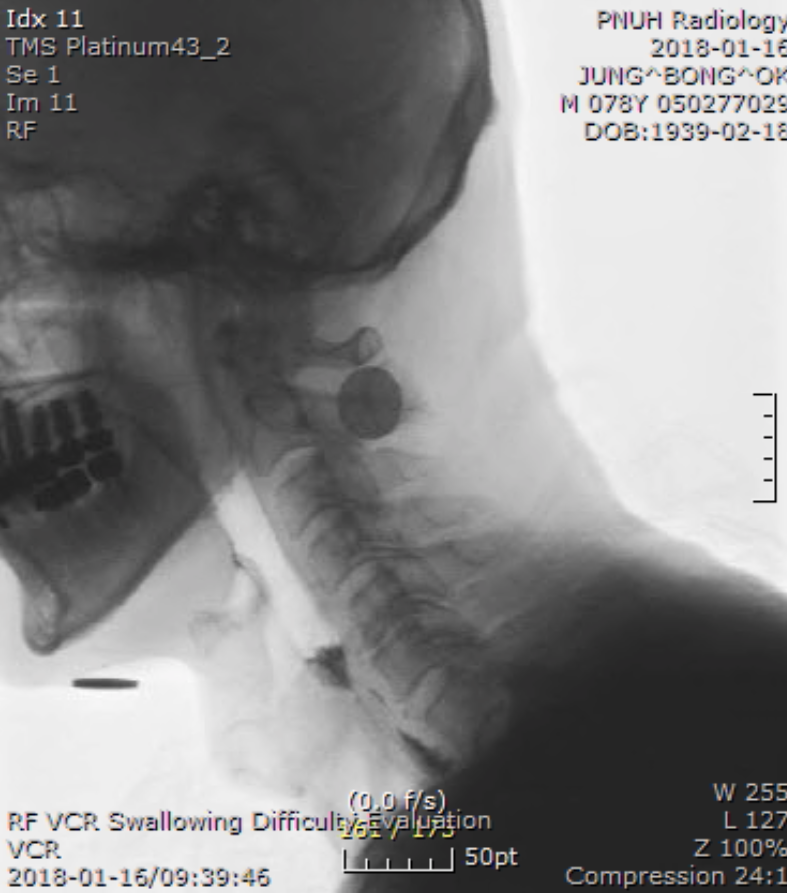 Idx 11
TMS Platinum43_2
Se 1
Im 11
RF
PNUH Radiology
2018-01-16
JUNG^BONG^OK
M 078Y 050277029
DOB:1939-02-18
(0.0 f/s)
161 / 175
RF VCR Swallowing Difficulty Evaluation
VCR
2018-01-16/09:39:46
50pt
W 255
L 127
Z 100%
Compression 24:1